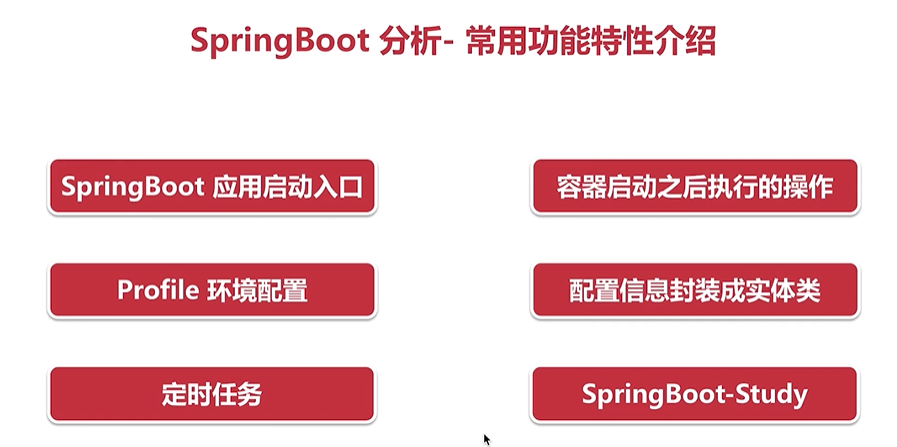 SpringBoot 分析- 常用功能特性介绍
SpringBoot 应用启动入口
容器启动之后执行的操作
Profile 环境配置
配置信息封装成实体类
定时任务
SpringBoot-Study